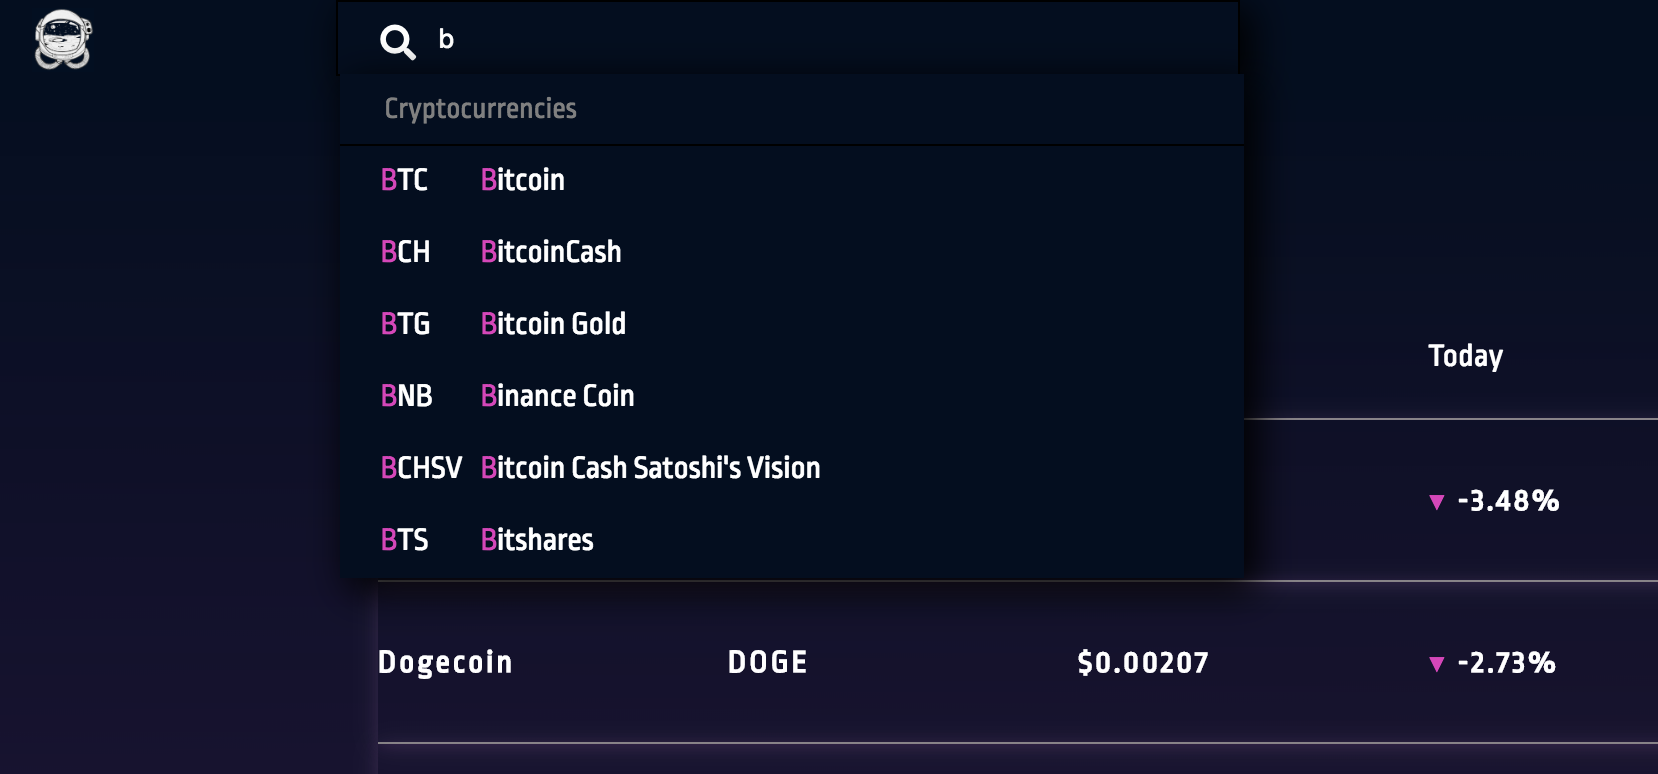 b
Cryptocurrencies
BTC Bitcoin
BCH BitcoinCash
BTG Bitcoin Gold
BNB Binance Coin
BCHSV Bitcoin Cash Satoshi's Vision
BTS Bitshares
Today
▼ -3.48%
Dogecoin DOGE $0.00207 ▼ -2.73%